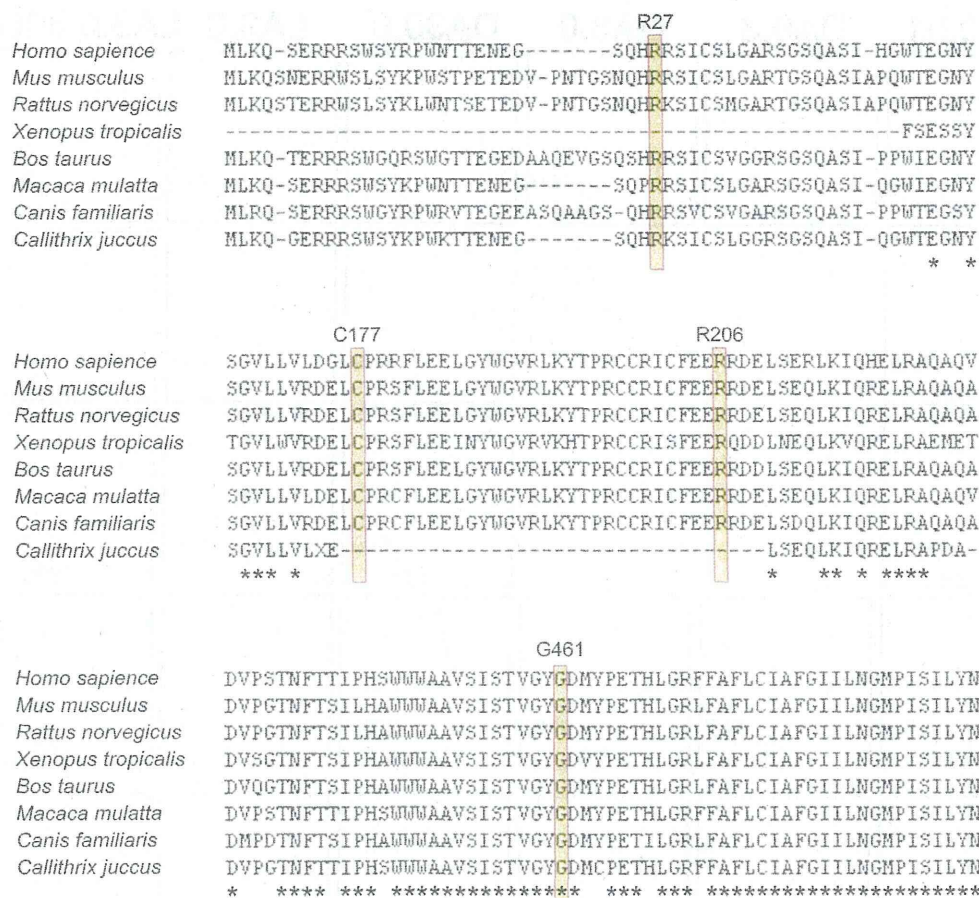 R27
Homo sapience MLKQ-SERRRSWSYRPWNTTENEG-------SQHRRSICSLGARSGSQASI-HGWTEGNY
Mus musculus MLKQSNERRWSLSYKPWSTPETEDV-PNTGSNQHRRSICSLGARTGSQASIAPQWTEGNY
Rattus norvegicus MLKQSTERRWSLSYKLWNTSETEDV-PNTGSNQHRKSICSMGARTGSQASIAPQWTEGNY
Xenopus tropicalis ------------------------------------------------------FSESSY
Bos taurus MLKQ-TERRRSWGQRSWGTTEGEDAAQEVGSQSHRRSICSVGGRSGSQASI-PPWIEGNY
Macaca mulatta MLKQ-SERRRSWSYKPWNTTENEG-------SQPRRSICSLGARSGSQASI-QGWIEGNY
Canis familiaris MLRQ-SERRRSWGYRPWRVTEGEEASQAAGS-QHRRSVCSVGARSGSQASI-PPWTEGSY
Callithrix juccus MLKQ-GERRRSWSYKPWKTTENEG-------SQHRKSICSLGGRSGSQASI-QGWTEGNY
* *
C177 R206
Homo sapience SGVLLVLDGLCPRRFLEELGYWGVRLKYTPRCCRICFEERRDELSERLKIQHELRAQAQV
Mus musculus SGVLLVRDELCPRSFLEELGYWGVRLKYTPRCCRICFEERRDELSEQLKIQRELRAQAQA
Rattus norvegicus SGVLLVRDELCPRSFLEELGYWGVRLKYTPRCCRICFEERRDELSEQLKIQRELRAQAQA
Xenopus tropicalis TGVLWVRDELCPRSFLEEINYWGVRVKHTPRCCRISFEERQDDLNEQLKVQRELRAEMET
Bos taurus SGVLLVRDELCPRSFLEELGYWGVRLKYTPRCCRICFEERRDDLSEQLKIQRELRAQAQA
Macaca mulatta SGVLLVLDELCPRCFLEELGYWGVRLKYTPRCCRICFEERRDELSEQLKIQRELRAQAQV
Canis familiaris SGVLLVRDELCPRCFLEELGYWGVRLKYTPRCCRICFEERRDELSDQLKIQRELRAQAQA
Callithrix juccus SGVLLVLXE----------------------------------LSEQLKIQRELRAPDA-
*** * * ** * ****
G461
Homo sapience DVPSTNFTTIPHSWWWAAVSISTVGYGDMYPETHLGRFFAFLCIAFGIILNGMPISILYN
Mus musculus DVPGTNFTSILHAWWWAAVSISTVGYGDMYPETHLGRLFAFLCIAFGIILNGMPISILYN
Rattus norvegicus DVPGTNFTSILHAWWWAAVSISTVGYGDMYPETHLGRLFAFLCIAFGIILNGMPISILYN
Xenopus tropicalis DVSGTNFTSIPHACWWAAVSISTVGYGDVYPETHLGRLFAFLCIAFGIILNGMPISILYN
Bos taurus DVQGTNFTSIPHAWWWAAVSISTVGYGDMYPETHLGRLFAFLCIAFGIILNGMPISILYN
Macaca mulatta DVPSTNFTTIPHSWWWAAVSISTVGYGDMYPETHLGRFFAFLCIAFGIILNGMPISILYN
Canis familiaris DMPDTNFTSIPHAWWWAAVSISTVGYGDMYPETILGRLFAFLCIAFGIILNGMPISILYN
Callithrix juccus DVPGTNFTTIPHSWWWAAVSISTVGYGDMCPETHLGRFFAFLCIAFGIILNGMPISILYN
* **** *** *************** *** *** **********************